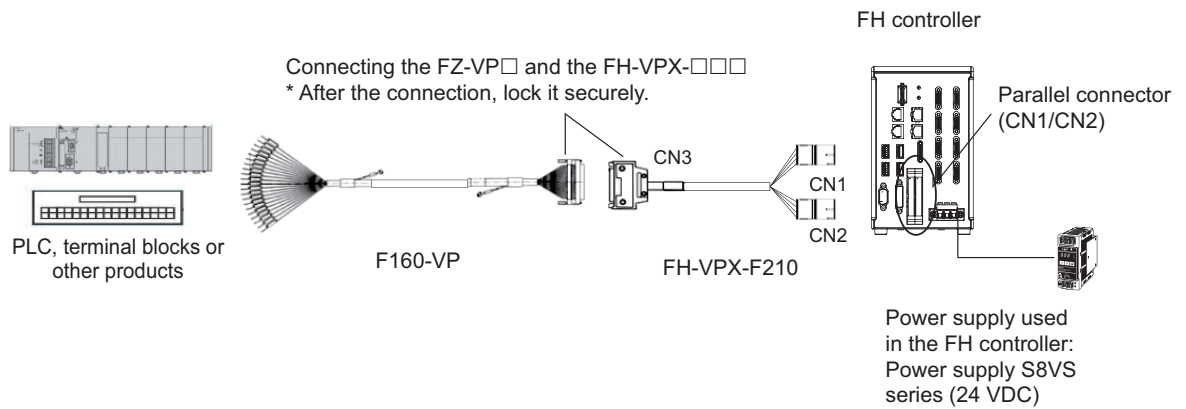 FH controller
Connecting the FZ-VP□ and the FH-VPX-□□□
* After the connection, lock it securely.
Parallel connector
(CN1/CN2)
CN3
CN1
CN2
PLC, terminal blocks or
other products
F160-VP
FH-VPX-F210
Power supply used
in the FH controller:
Power supply S8VS
series (24 VDC)